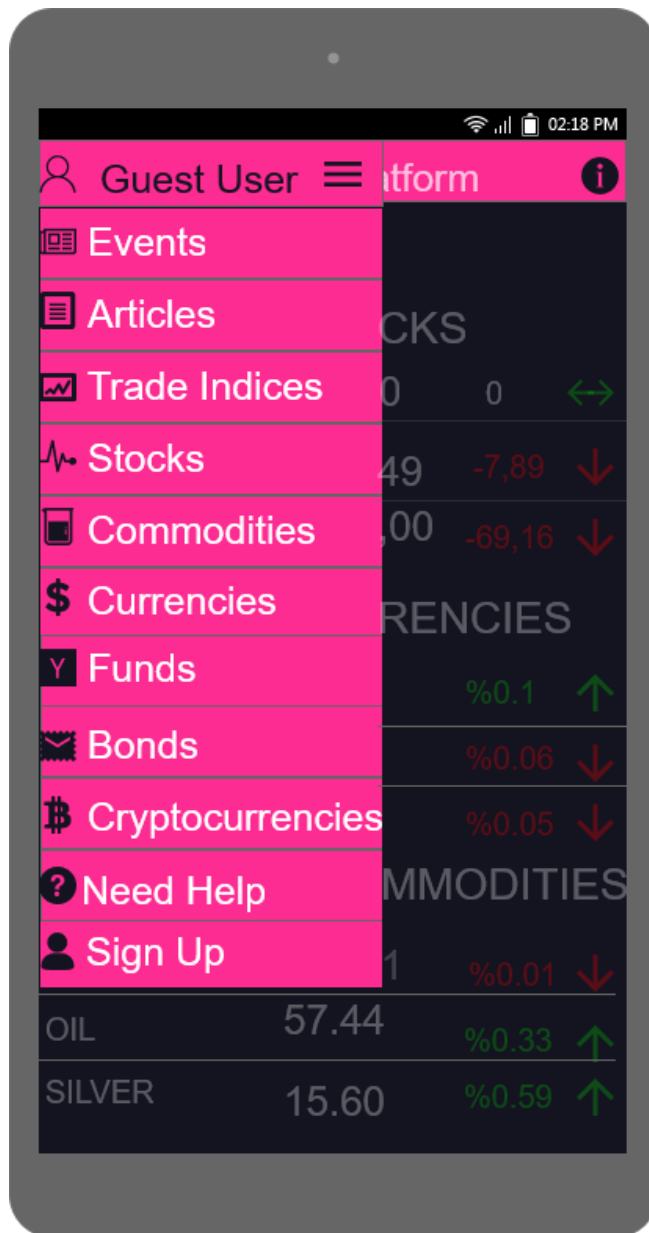 02:18 PM
Guest User
atform
Events
Articles
CKS
Trade Indices
0 0
Stocks
49 -7,89
Commodities
,00 -69,16
Currencies
RENCIES
Funds
%0.1
Bonds
%0.06
Cryptocurrencies
%0.05
Need Help
MMODITIES
Sign Up
1 %0.01
OIL 57.44 %0.33
SILVER 15.60 %0.59